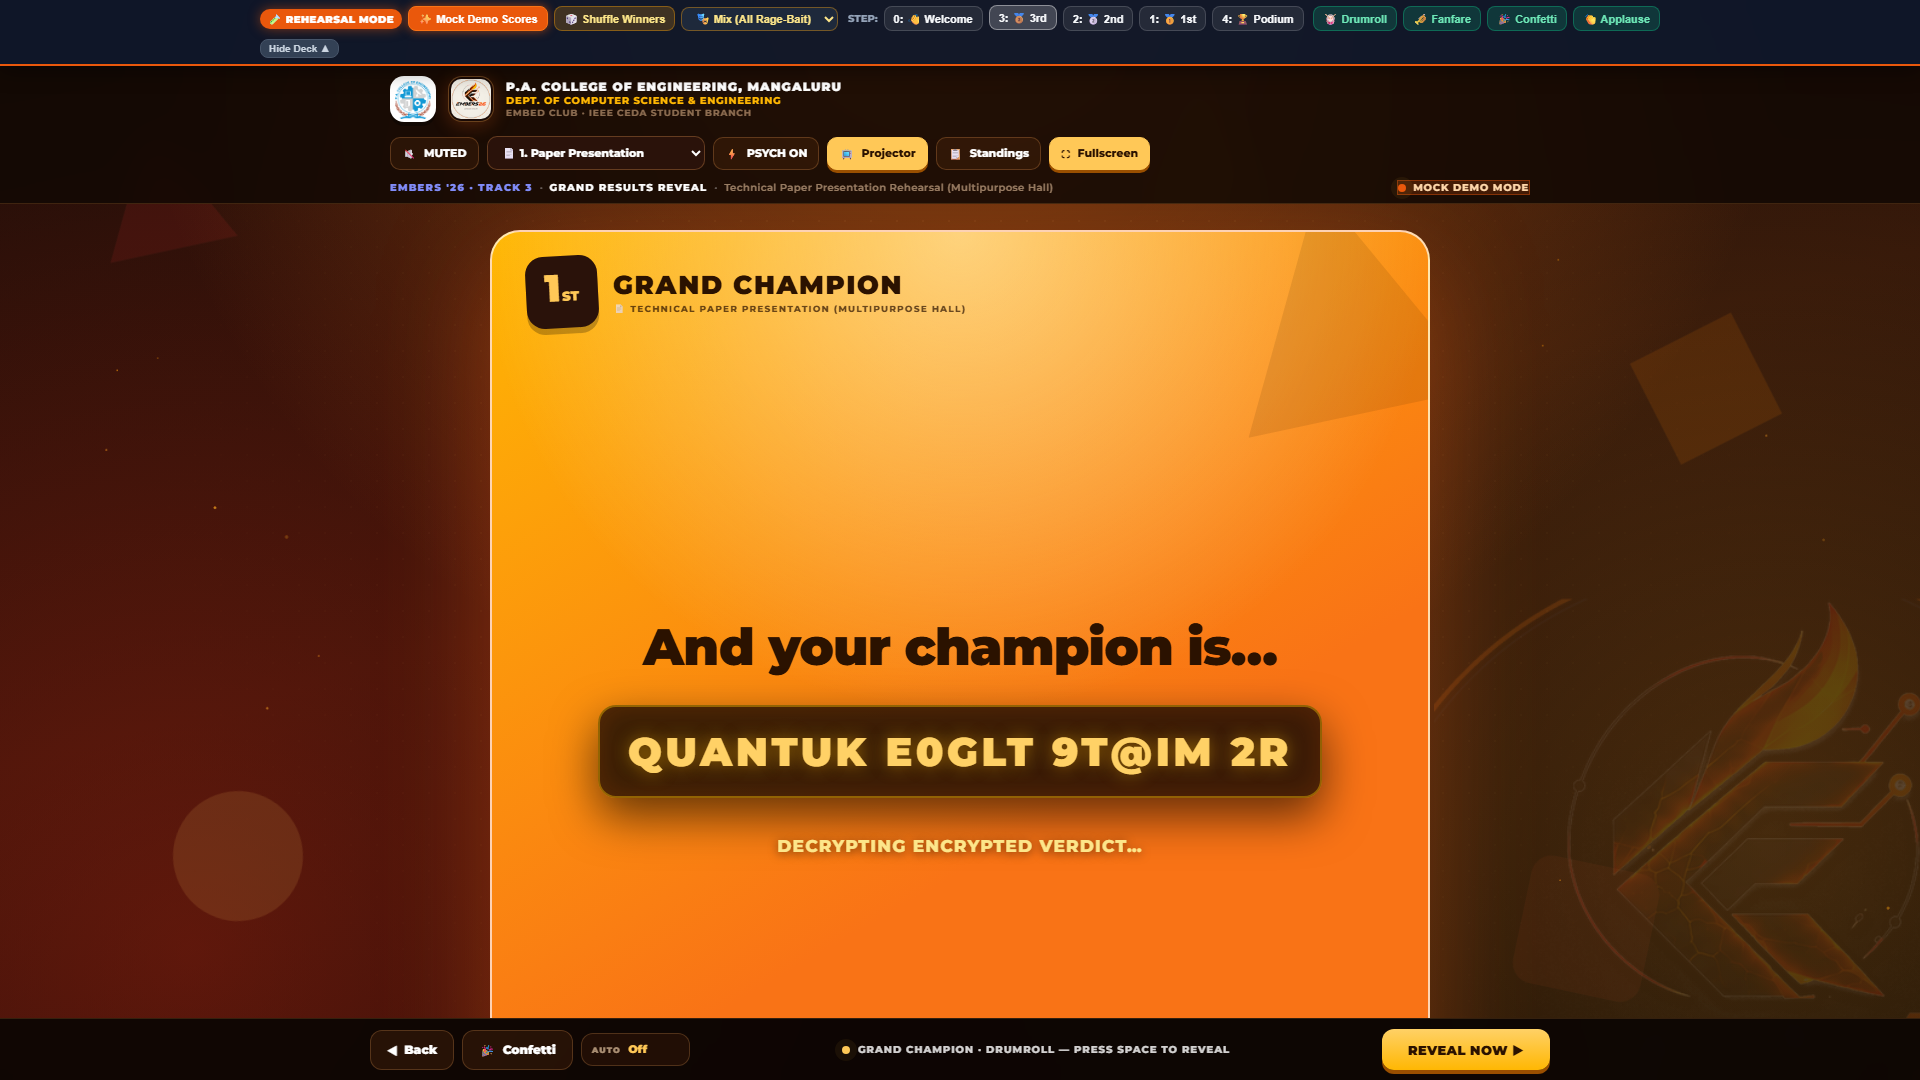 REHEARSAL MODE
Mock Demo Scores
Shuffle Winners
Mix (All Rage-Bait)
STEP:
0: Welcome
3: 3rd
2: 2nd
1: 1st
4: Podium
Drumroll
Fanfare
Confetti
Applause
Hide Deck ▲
P.A. COLLEGE OF ENGINEERING, MANGALURU
DEPT. OF COMPUTER SCIENCE & ENGINEERING
EMBED CLUB · IEEE CEDA STUDENT BRANCH
MUTED
1. Paper Presentation
PSYCH ON
Projector
Standings
Fullscreen
EMBERS '26 • TRACK 3 · GRAND RESULTS REVEAL · Technical Paper Presentation Rehearsal (Multipurpose Hall)
MOCK DEMO MODE
1ST
GRAND CHAMPION
TECHNICAL PAPER PRESENTATION (MULTIPURPOSE HALL)
And your champion is...
QUANTUK E0GLT 9T@IM 2R
DECRYPTING ENCRYPTED VERDICT...
◀ Back
Confetti
AUTO Off
GRAND CHAMPION · DRUMROLL — PRESS SPACE TO REVEAL
REVEAL NOW ▶